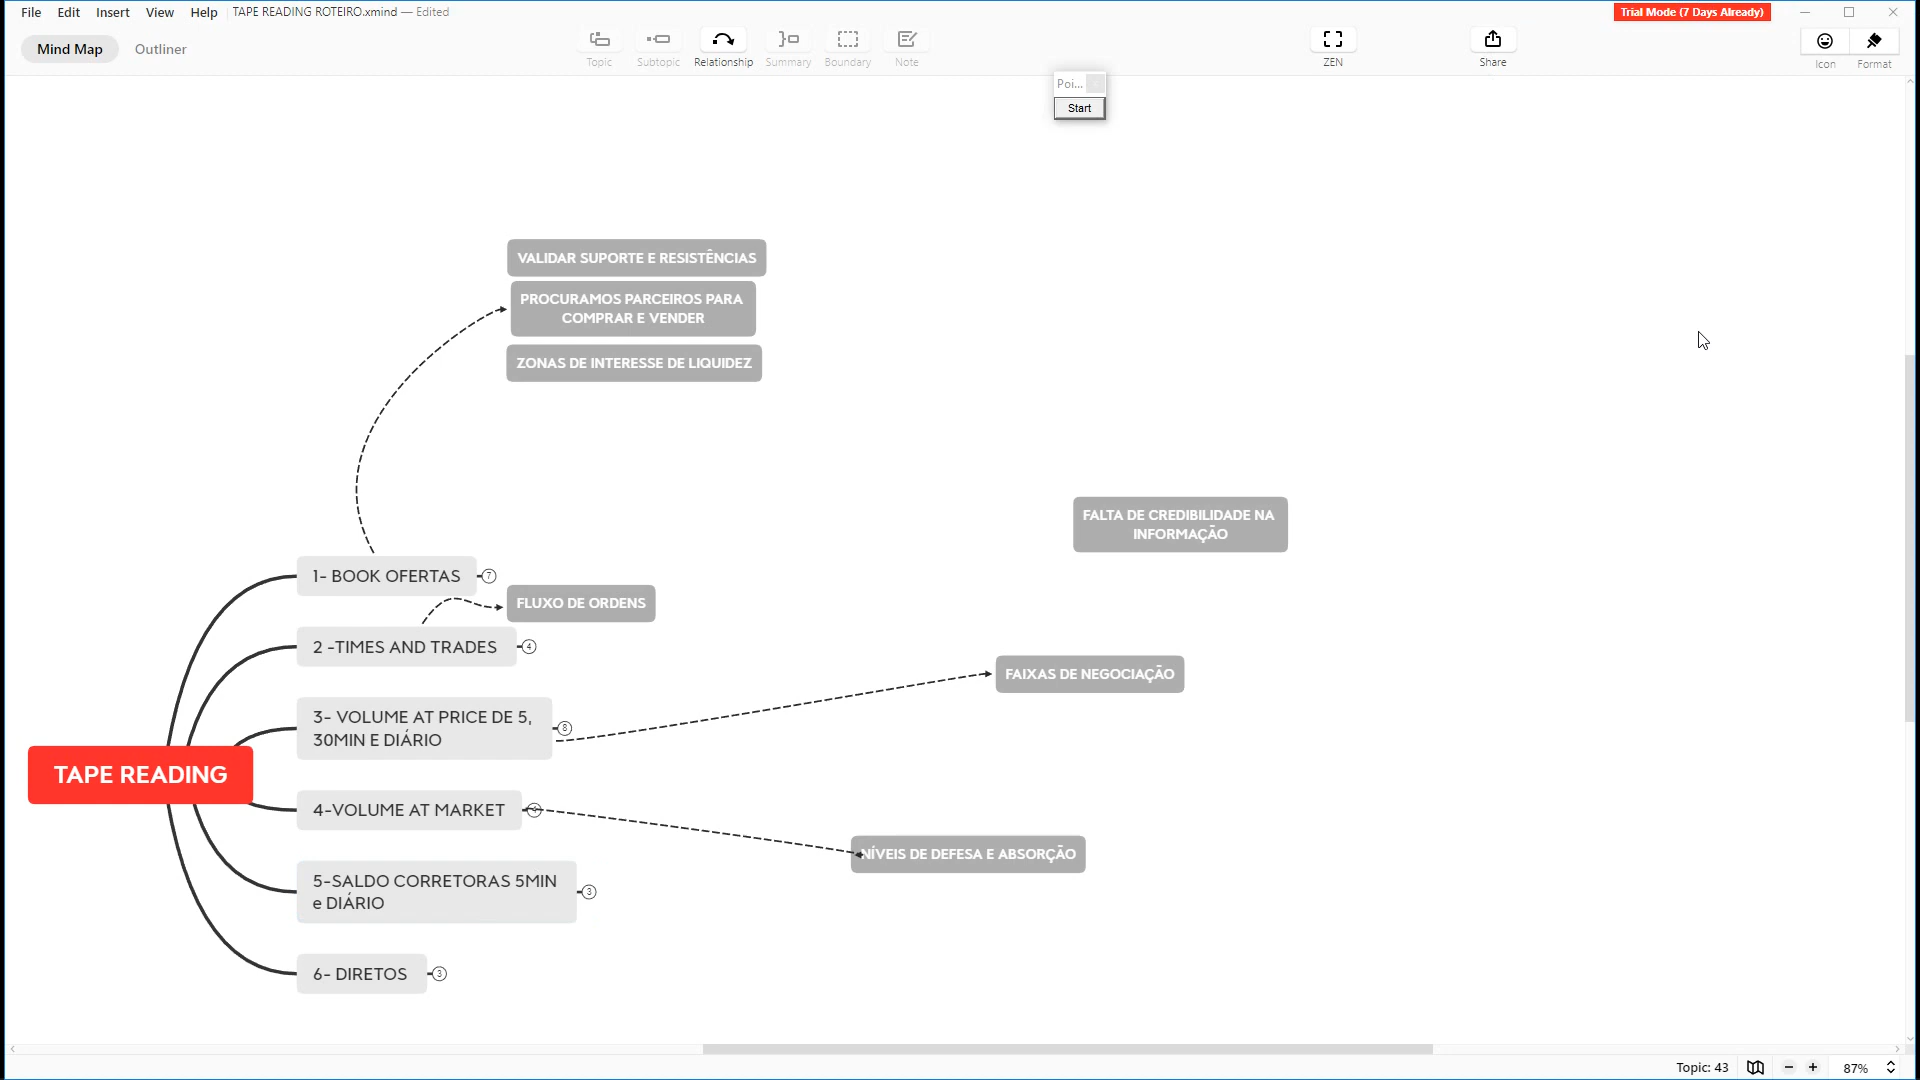 File Edit Insert View Help TAPE READING ROTEIRO.xmind — Edited
Trial Mode (7 Days Already)
Mind Map Outliner
Topic Subtopic Relationship Summary Boundary Note
ZEN
Share
Icon Format
Poi...
Start
VALIDAR SUPORTE E RESISTÊNCIAS
PROCURAMOS PARCEIROS PARA
COMPRAR E VENDER
ZONAS DE INTERESSE DE LIQUIDEZ
FALTA DE CREDIBILIDADE NA
INFORMAÇÃO
1- BOOK OFERTAS 7
FLUXO DE ORDENS
2 -TIMES AND TRADES 4
FAIXAS DE NEGOCIAÇÃO
3- VOLUME AT PRICE DE 5,
30MIN E DIÁRIO 8
TAPE READING
4-VOLUME AT MARKET
NÍVEIS DE DEFESA E ABSORÇÃO
5-SALDO CORRETORAS 5MIN
e DIÁRIO 3
6- DIRETOS 3
Topic: 43
87%